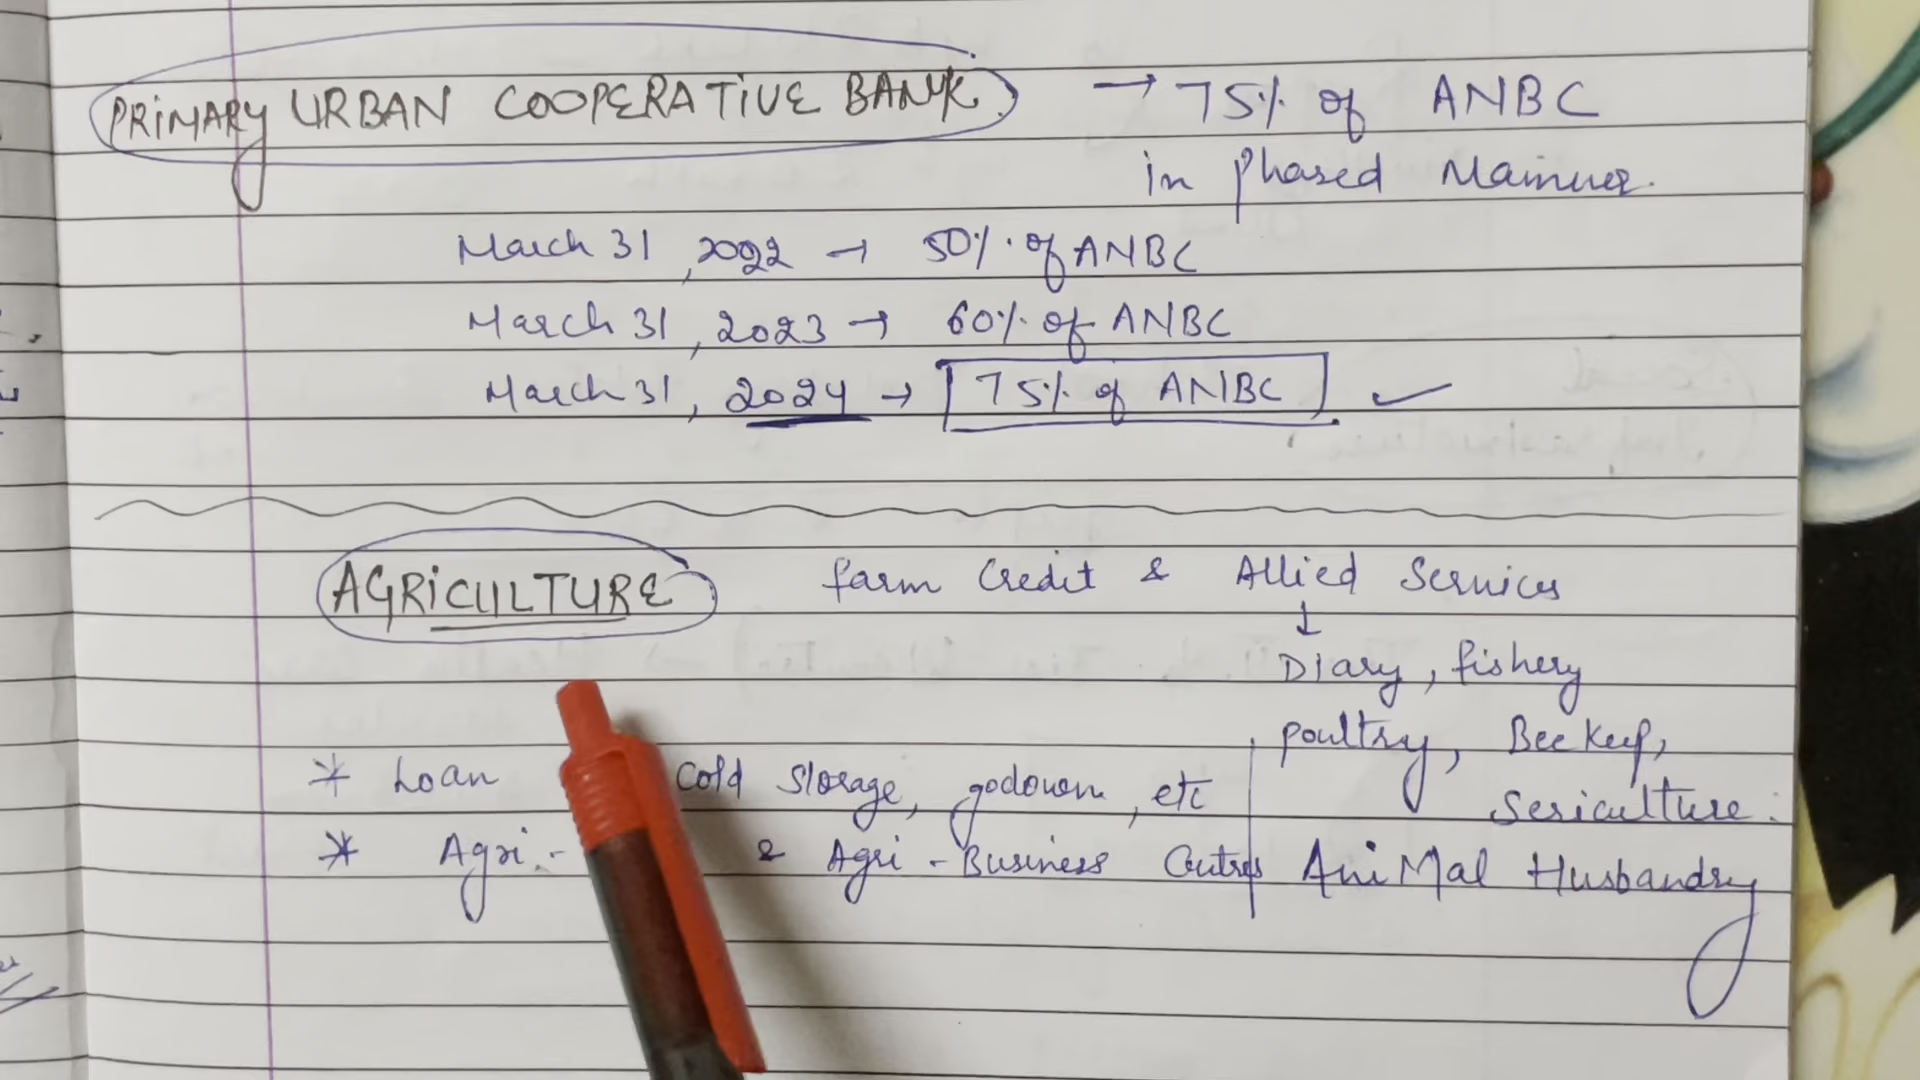 PRIMARY URBAN COOPERATIVE BANK → 75% of ANBC
in phased Mannner.
March 31, 2022 → 50% of ANBC
March 31, 2023 → 60% of ANBC
March 31, 2024 → 75% of ANBC ✓
AGRICULTURE farm Credit & Allied Services
↓
Diary, fishery
poultry, Bee keep,
* Loan Cold Storage, godown, etc
Sericulture.
* Agri.- & Agri-Business Centres
AniMal Husbandry